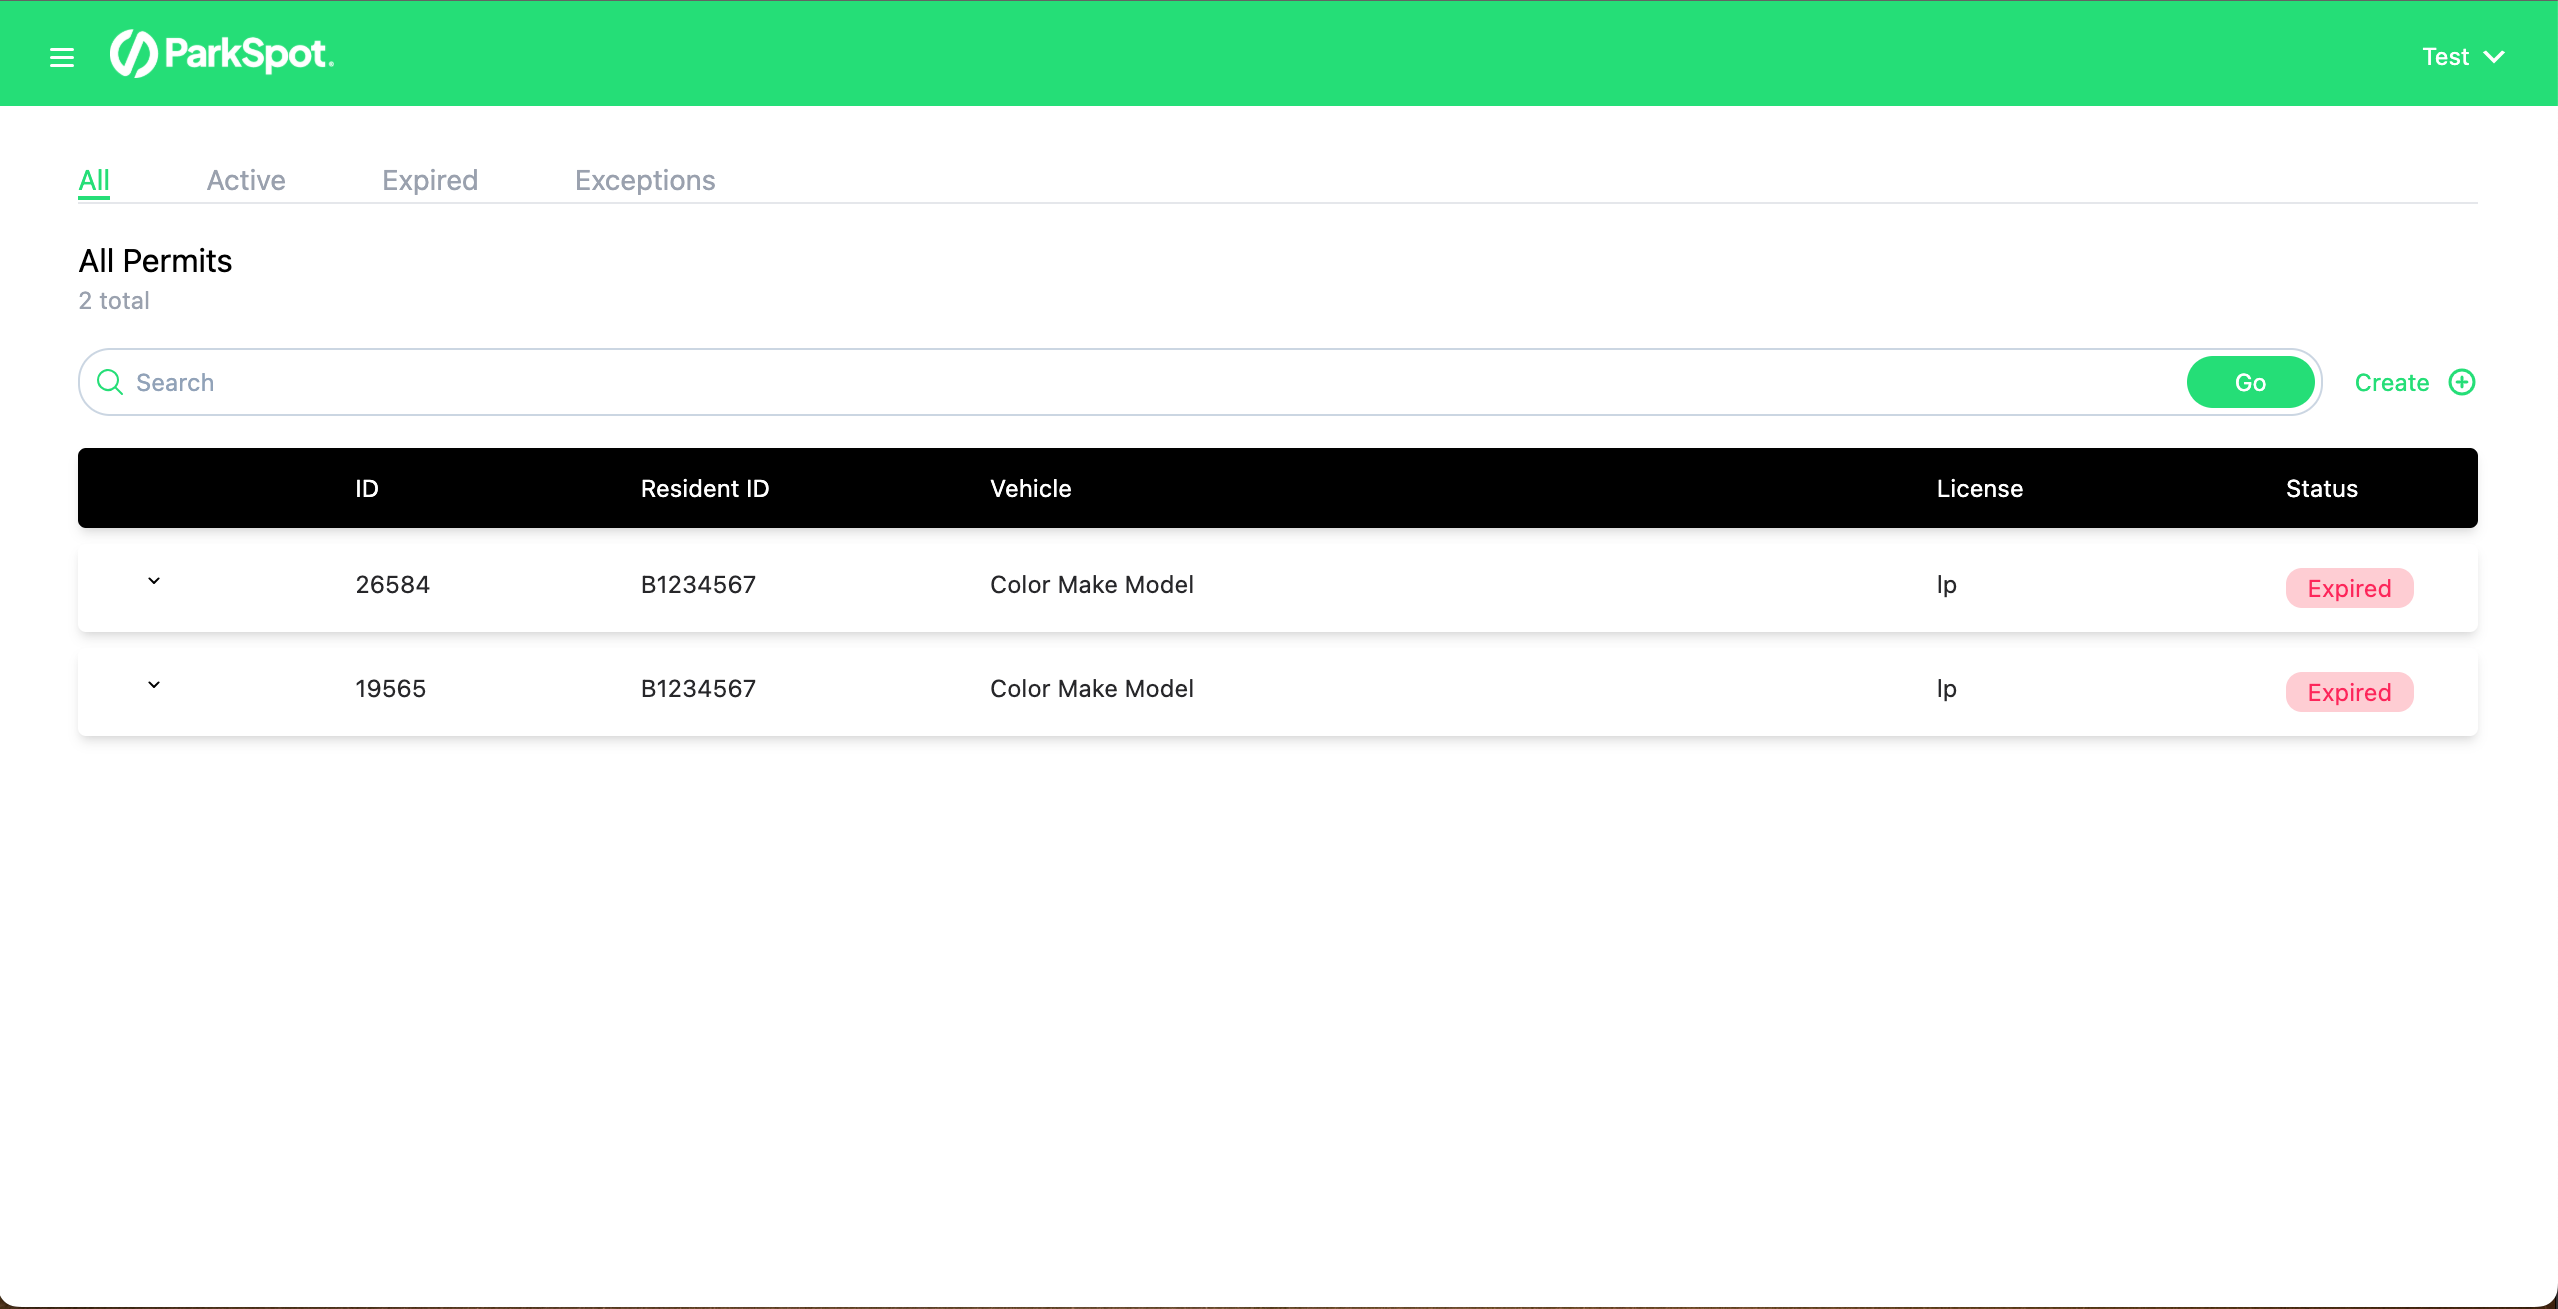 ParkSpot.
Test
All Active Expired Exceptions
All Permits
2 total
Search Go Create
ID Resident ID Vehicle License Status
26584 B1234567 Color Make Model lp Expired
19565 B1234567 Color Make Model lp Expired